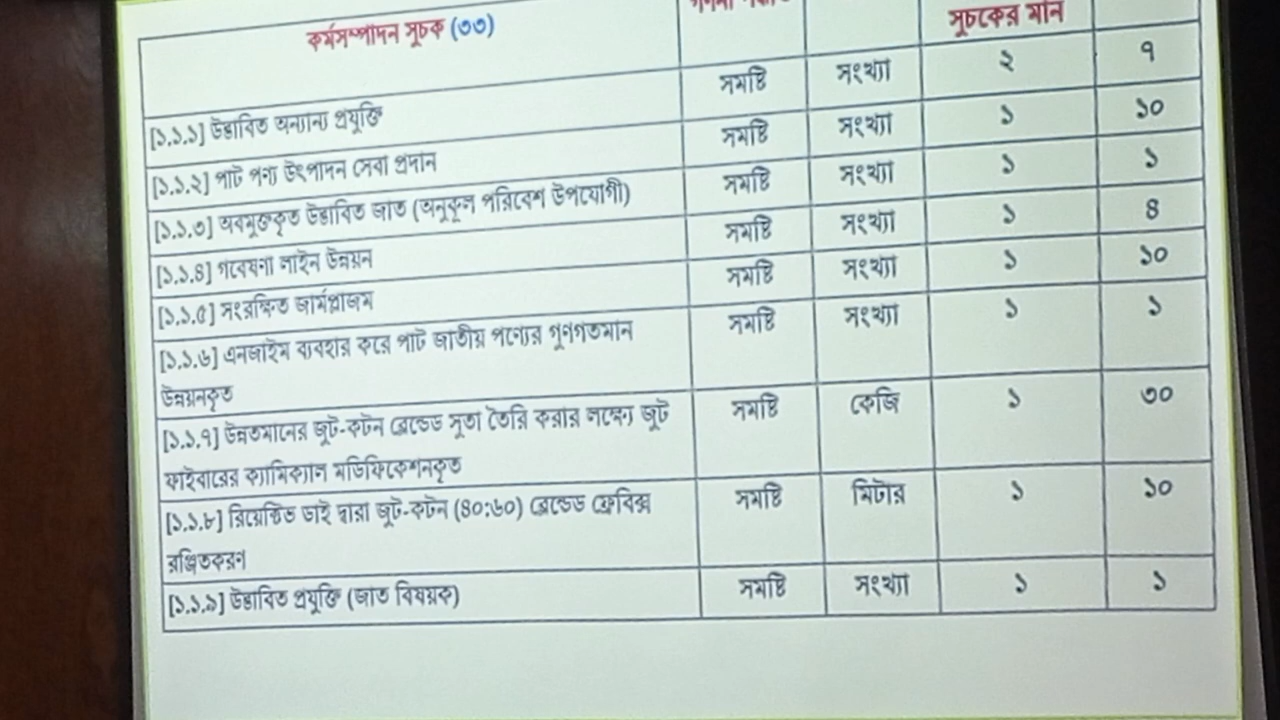 কর্মসম্পাদন সূচক (৩৩) সূচকের মান
[১.১.১] উদ্ভাবিত অন্যান্য প্রযুক্তি সমষ্টি সংখ্যা ২ ৭
[১.১.২] পাট পণ্য উৎপাদন সেবা প্রদান সমষ্টি সংখ্যা ১ ১০
[১.১.৩] অবমুক্তকৃত উদ্ভাবিত জাত (অনুকূল পরিবেশ উপযোগী) সমষ্টি সংখ্যা ১ ১
[১.১.৪] গবেষণা লাইন উন্নয়ন সমষ্টি সংখ্যা ১ ৪
[১.১.৫] সংরক্ষিত জার্মপ্লাজম সমষ্টি সংখ্যা ১ ১০
[১.১.৬] এনজাইম ব্যবহার করে পাট জাতীয় পণ্যের গুণগতমান সমষ্টি সংখ্যা ১ ১
উন্নয়নকৃত
[১.১.৭] উন্নতমানের জুট-কটন ব্লেন্ডেড সুতা তৈরি করার লক্ষ্যে জুট সমষ্টি কেজি ১ ৩০
ফাইবারের ক্যামিক্যাল মডিফিকেশনকৃত
[১.১.৮] রিয়েক্টিভ ডাই দ্বারা জুট-কটন (৪০:৬০) ব্লেন্ডেড ফ্রেবিক্স সমষ্টি মিটার ১ ১০
রঞ্জিতকরণ
[১.১.৯] উদ্ভাবিত প্রযুক্তি (জাত বিষয়ক) সমষ্টি সংখ্যা ১ ১